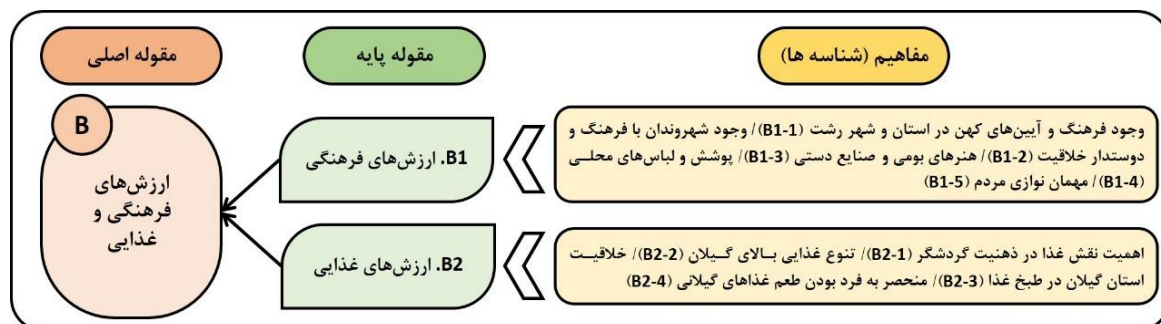 مفاهیم (شناسه ها)
مقوله پایه
مقوله اصلی
وجود فرهنگ و آیین‌های کهن در استان و شهر رشت (B1-1)/ وجود شهروندان با فرهنگ و
دوستدار خلاقیت (B1-2)/ هنرهای بومی و صنایع دستی (B1-3)/ پوشش و لباس‌های محلی
(B1-4)/ مهمان نوازی مردم (B1-5)
B1. ارزش‌های فرهنگی
اهمیت نقش غذا در ذهنیت گردشگر (B2-1)/ تنوع غذایی بالای گیلان (B2-2)/ خلاقیت
استان گیلان در طبخ غذا (B2-3)/ منحصر به فرد بودن طعم غذاهای گیلانی (B2-4)
B2. ارزش‌های غذایی
B
ارزش‌های
فرهنگی و
غذایی